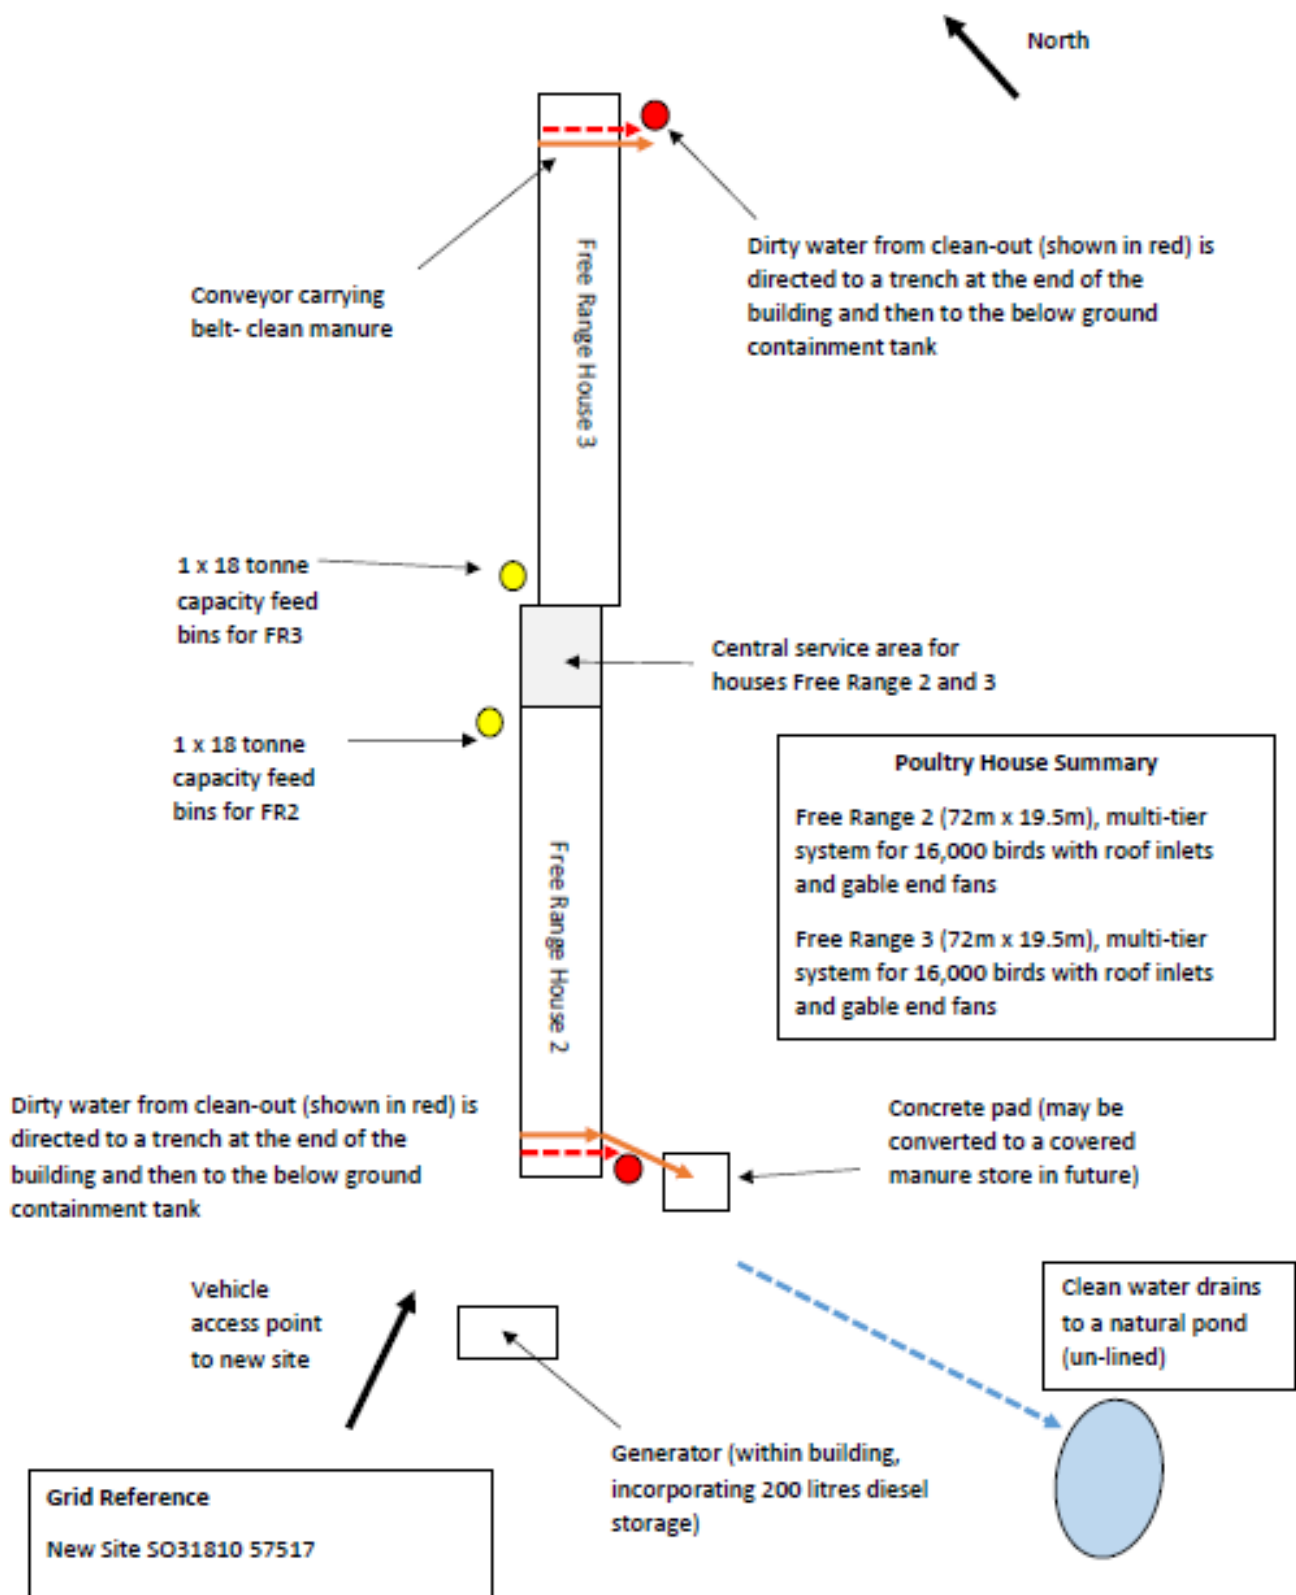 North
Dirty water from clean-out (shown in red) is
directed to a trench at the end of the
building and then to the below ground
containment tank
Conveyor carrying
belt- clean manure
Free Range House 3
1 x 18 tonne
capacity feed
bins for FR3
Central service area for
houses Free Range 2 and 3
1 x 18 tonne
capacity feed
bins for FR2
Poultry House Summary
Free Range 2 (72m x 19.5m), multi-tier
system for 16,000 birds with roof inlets
and gable end fans
Free Range 3 (72m x 19.5m), multi-tier
system for 16,000 birds with roof inlets
and gable end fans
Free Range House 2
Dirty water from clean-out (shown in red) is
directed to a trench at the end of the
building and then to the below ground
containment tank
Concrete pad (may be
converted to a covered
manure store in future)
Vehicle
access point
to new site
Clean water drains
to a natural pond
(un-lined)
Generator (within building,
incorporating 200 litres diesel
storage)
Grid Reference
New Site SO31810 57517